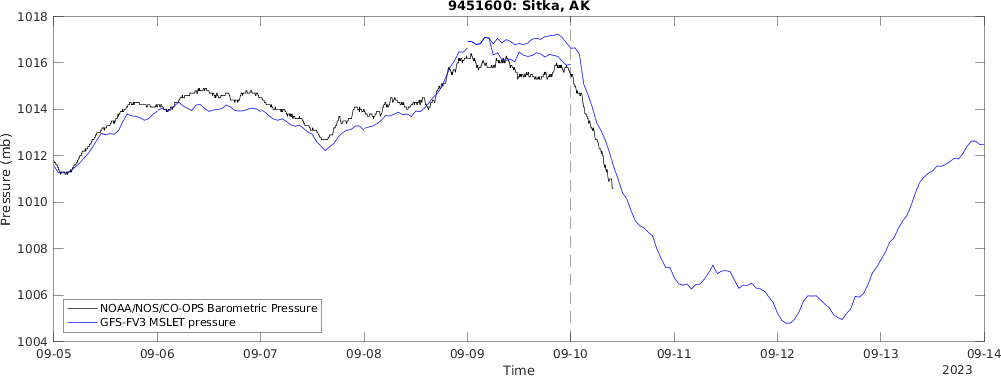 9451600: Sitka, AK
Pressure (mb)
1018
1016
1014
1012
1010
1008
1006
1004
NOAA/NOS/CO-OPS Barometric Pressure
GFS-FV3 MSLET pressure
09-05 09-06 09-07 09-08 09-09 09-10 09-11 09-12 09-13 09-14
Time
2023